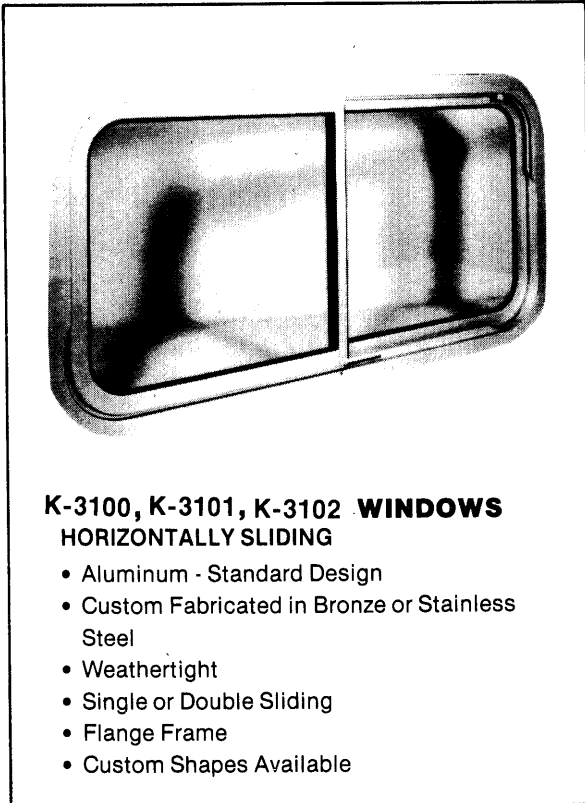 K-3100, K-3101, K-3102 WINDOWS
HORIZONTALLY SLIDING
• Aluminum - Standard Design
• Custom Fabricated in Bronze or Stainless
Steel
• Weathertight
• Single or Double Sliding
• Flange Frame
• Custom Shapes Available